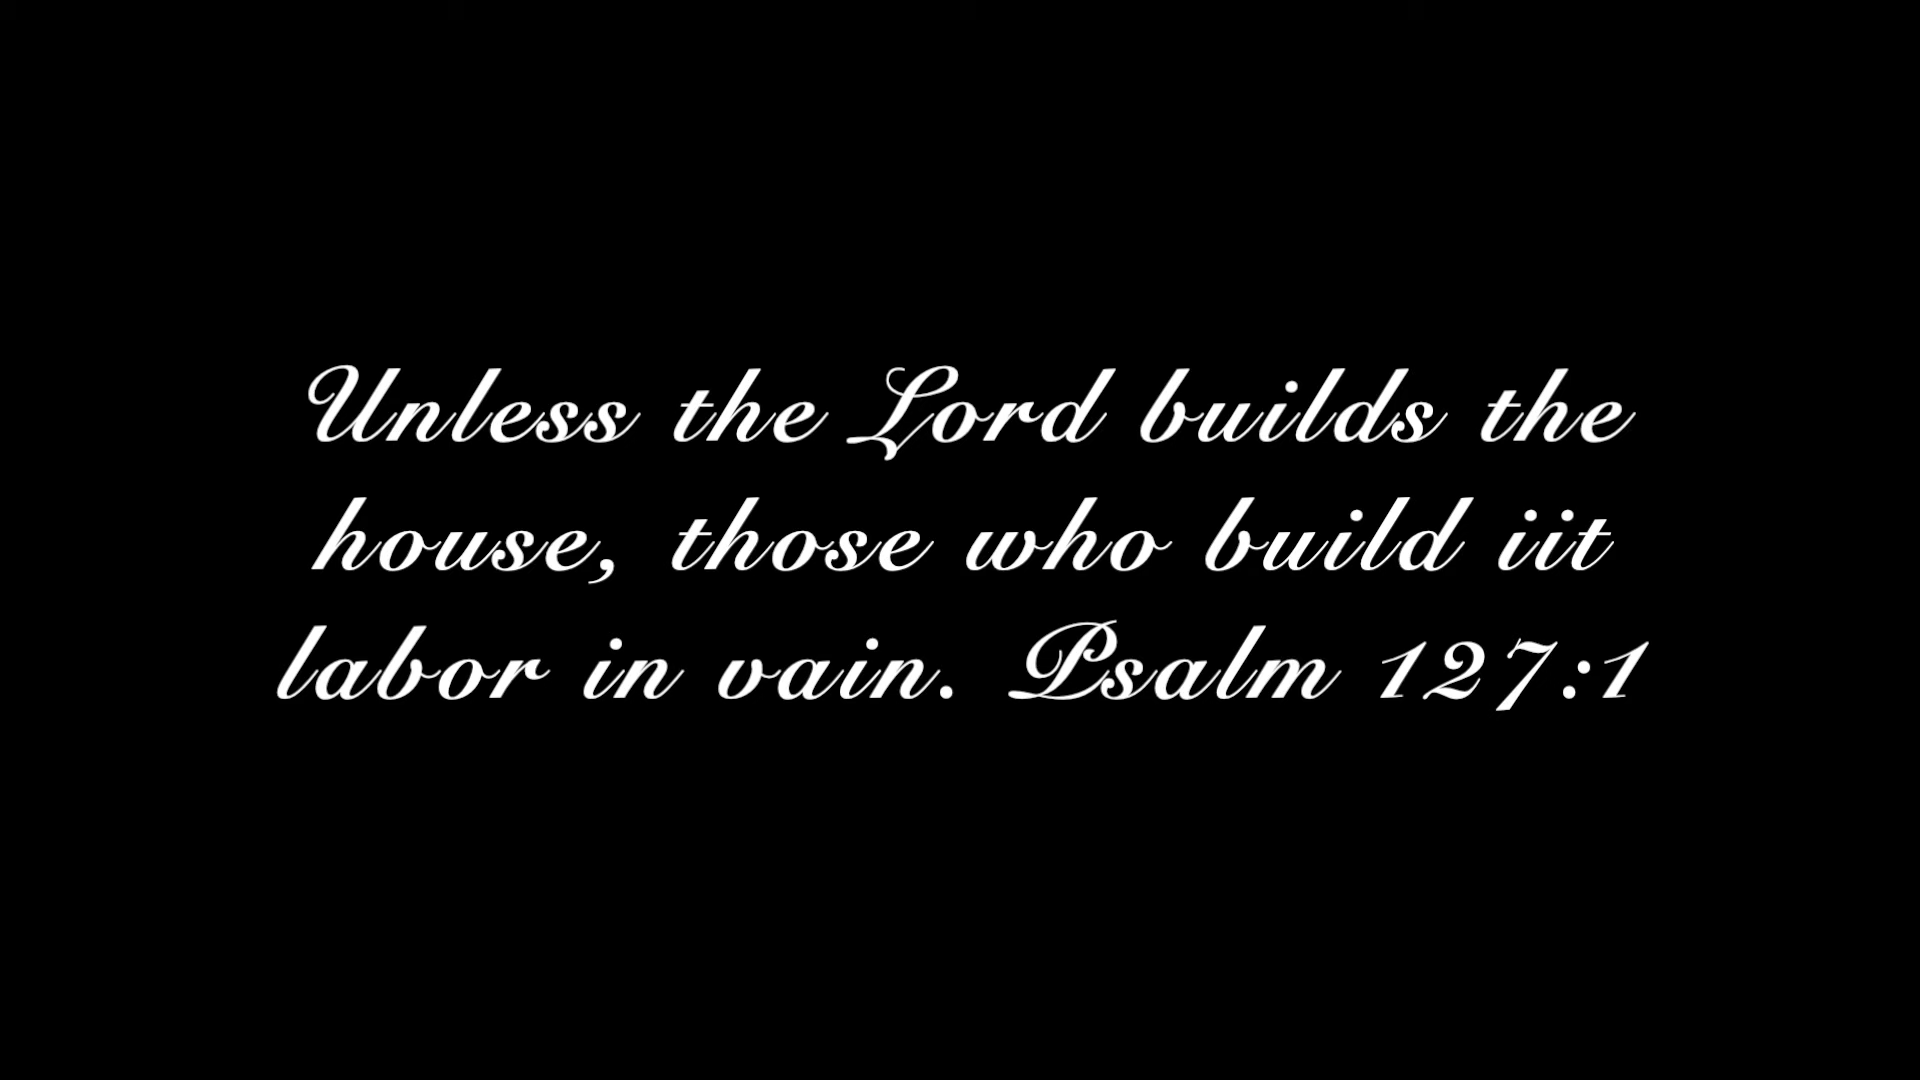 Unless the Lord builds the
house, those who build iit
labor in vain. Psalm 127:1